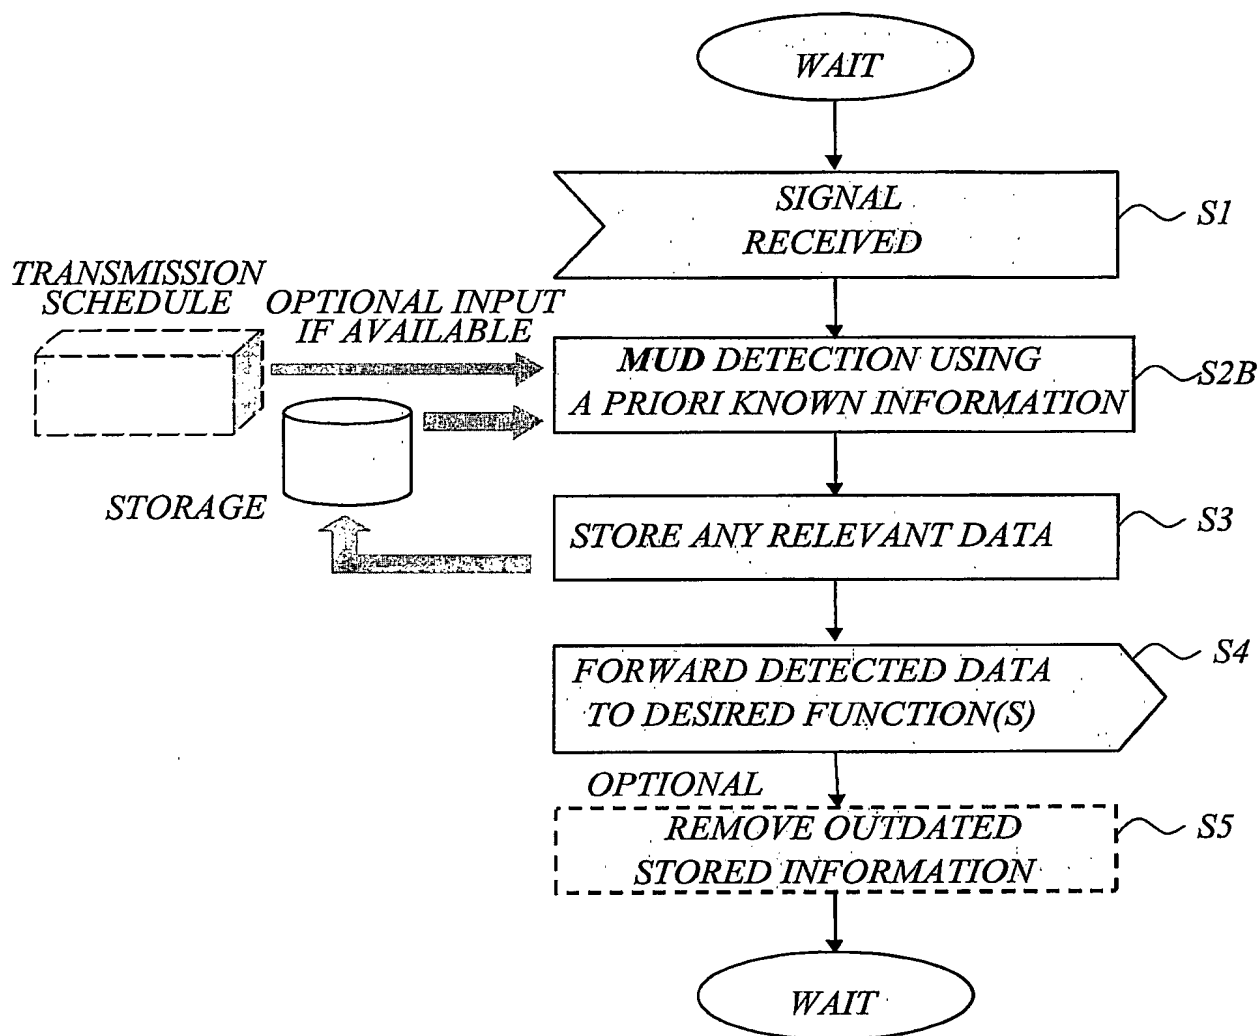 WAIT
SIGNAL
RECEIVED
S1
TRANSMISSION
SCHEDULE
OPTIONAL INPUT
IF AVAILABLE
MUD DETECTION USING
A PRIORI KNOWN INFORMATION
S2B
STORAGE
STORE ANY RELEVANT DATA
S3
FORWARD DETECTED DATA
TO DESIRED FUNCTION(S)
S4
OPTIONAL
REMOVE OUTDATED
STORED INFORMATION
S5
WAIT